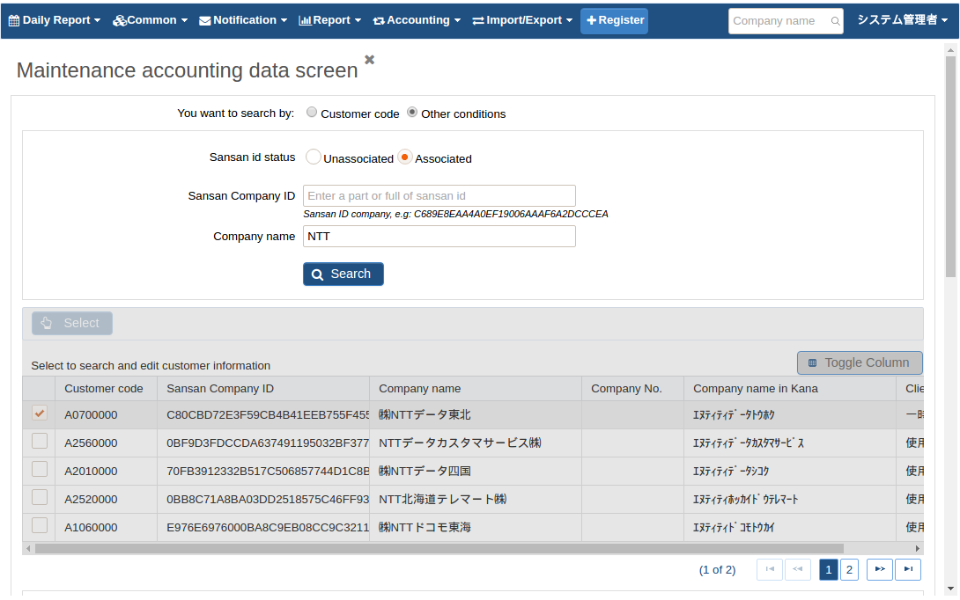 Daily Report Common Notification Report Accounting Import/Export Register Company name システム管理者
Maintenance accounting data screen
You want to search by: Customer code Other conditions
Sansan id status Unassociated Associated
Sansan Company ID Enter a part or full of sansan id
Sansan ID company, e.g: C689E8EAA4A0EF19006AAAF6A2DCCCEA
Company name NTT
Search
Select
Select to search and edit customer information Toggle Column
Customer code Sansan Company ID Company name Company No. Company name in Kana Clie
A0700000 C80CBD72E3F59CB4B41EEB755F455 ㈱NTTデータ東北 ｴﾇﾃｨﾃｨﾃﾞｰﾀﾄｳﾎｸ 一時
A2560000 0BF9D3FDCCDA637491195032BF377 NTTデータカスタマサービス㈱ ｴﾇﾃｨﾃｨﾃﾞｰﾀｶｽﾀﾏｻｰﾋﾞｽ 使用
A2010000 70FB3912332B517C506857744D1C8B ㈱NTTデータ四国 ｴﾇﾃｨﾃｨﾃﾞｰﾀｼｺｸ 使用
A2520000 0BB8C71A8BA03DD2518575C46FF93 NTT北海道テレマート㈱ ｴﾇﾃｨﾃｨﾎｯｶｲﾄﾞｳﾃﾚﾏｰﾄ 使用
A1060000 E976E6976000BA8C9EB08CC9C3211 ㈱NTTドコモ東海 ｴﾇﾃｨﾃｨﾄﾞｺﾓﾄｳｶｲ 使用
(1 of 2) 1 2